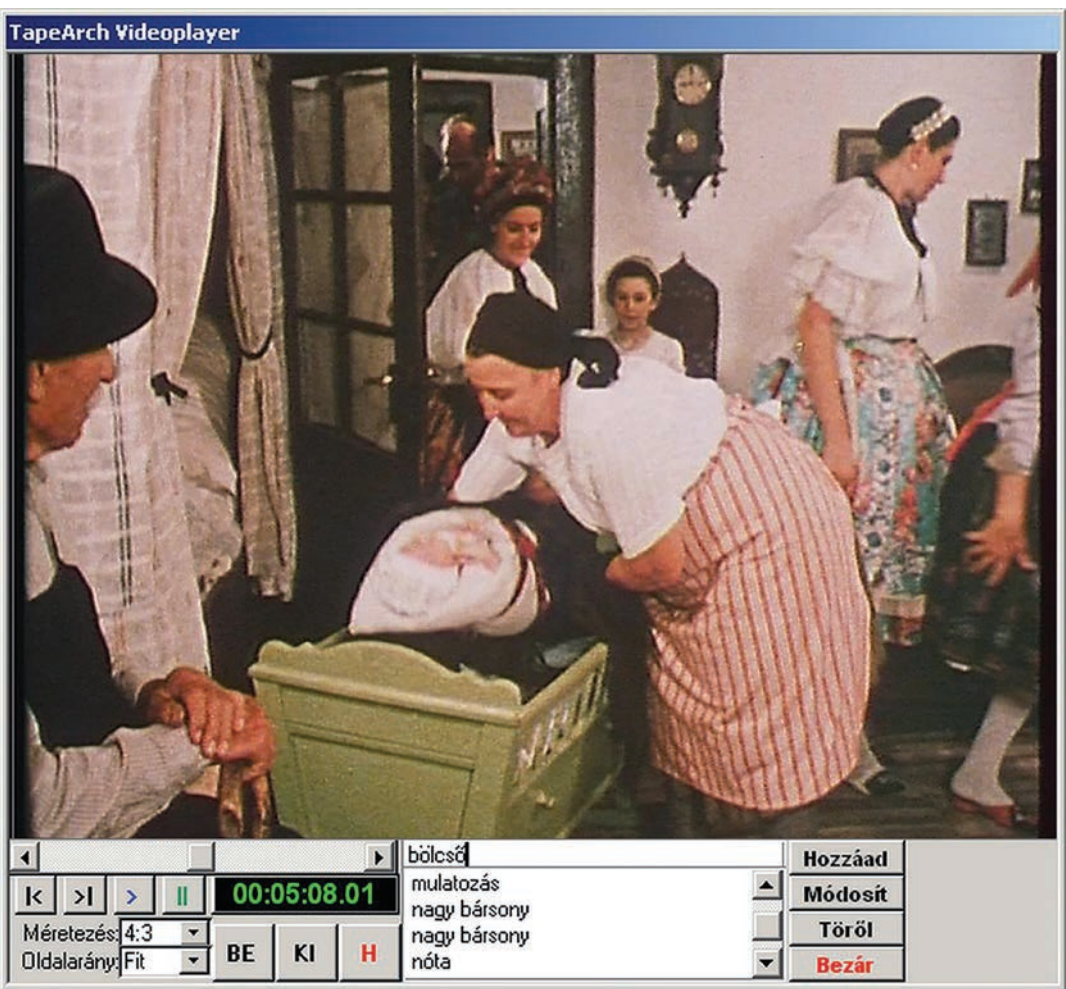 TapeArch Videoplayer
bölcső
Hozzáad
mulatozás
nagy bársony
nagy bársony
nóta
Módosít
00:05:08.01
Méretezés: 4:3
Oldalarány: Fit
BE KI H
Töröl
Bezár